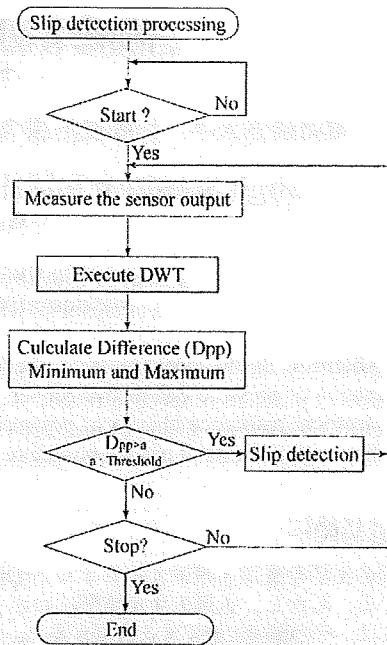 Slip detection processing
Start ?
No
Yes
Measure the sensor output
Execute DWT
Culculate Difference (Dpp)
Minimum and Maximum
Dpp>a
a : Threshold
Yes
Slip detection
No
Stop?
No
Yes
End